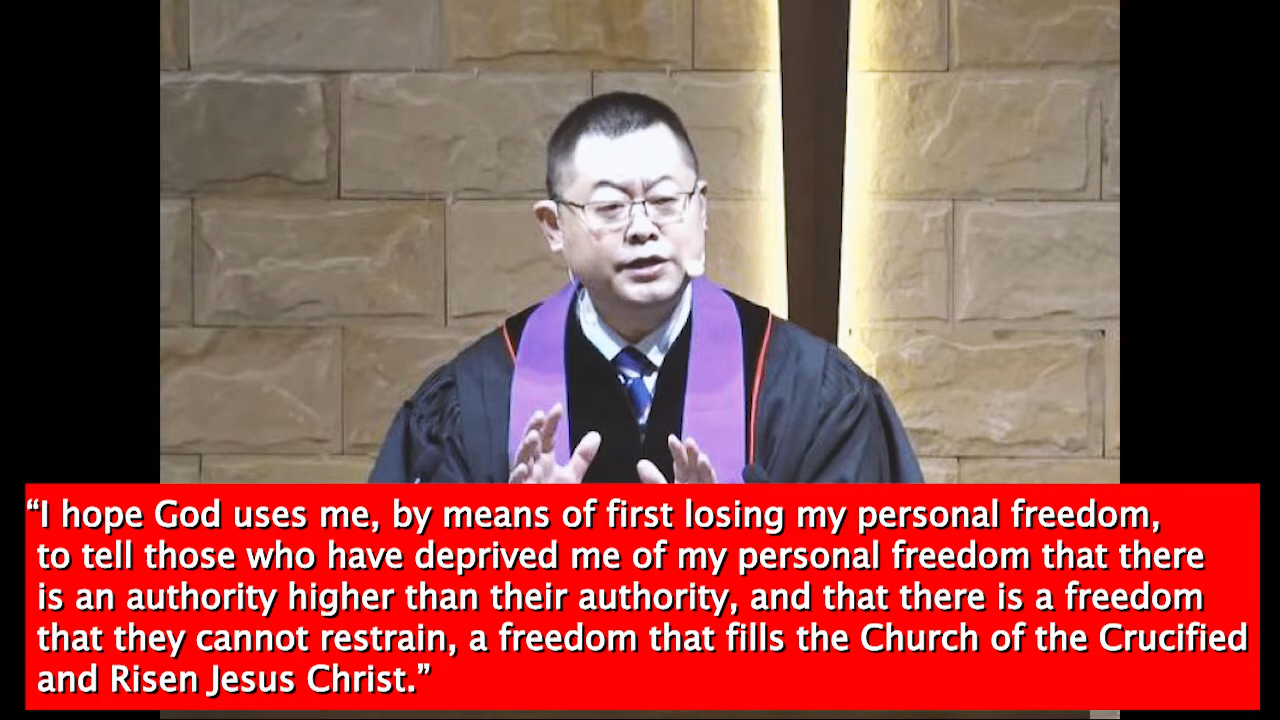 “I hope God uses me, by means of first losing my personal freedom,
to tell those who have deprived me of my personal freedom that there
is an authority higher than their authority, and that there is a freedom
that they cannot restrain, a freedom that fills the Church of the Crucified
and Risen Jesus Christ.”